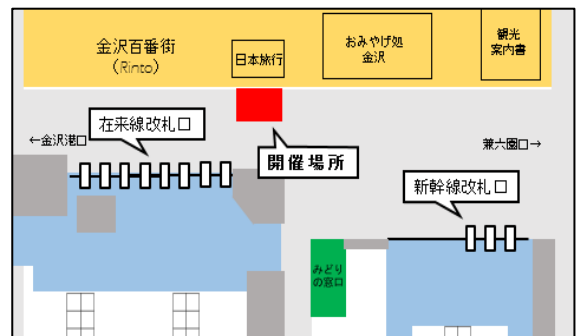 金沢百番街
(Rinto)
日本旅行
おみやげ処
金沢
観光
案内書
←金沢港口
在来線改札口
開催場所
兼六園口→
新幹線改札口
みどり
の窓口